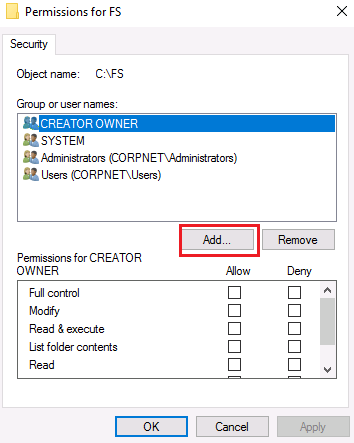 Permissions for FS
Security
Object name: C:\FS
Group or user names:
CREATOR OWNER
SYSTEM
Administrators (CORPNET\Administrators)
Users (CORPNET\Users)
Add... Remove
Permissions for CREATOR
OWNER Allow Deny
Full control
Modify
Read & execute
List folder contents
Read
OK Cancel Apply